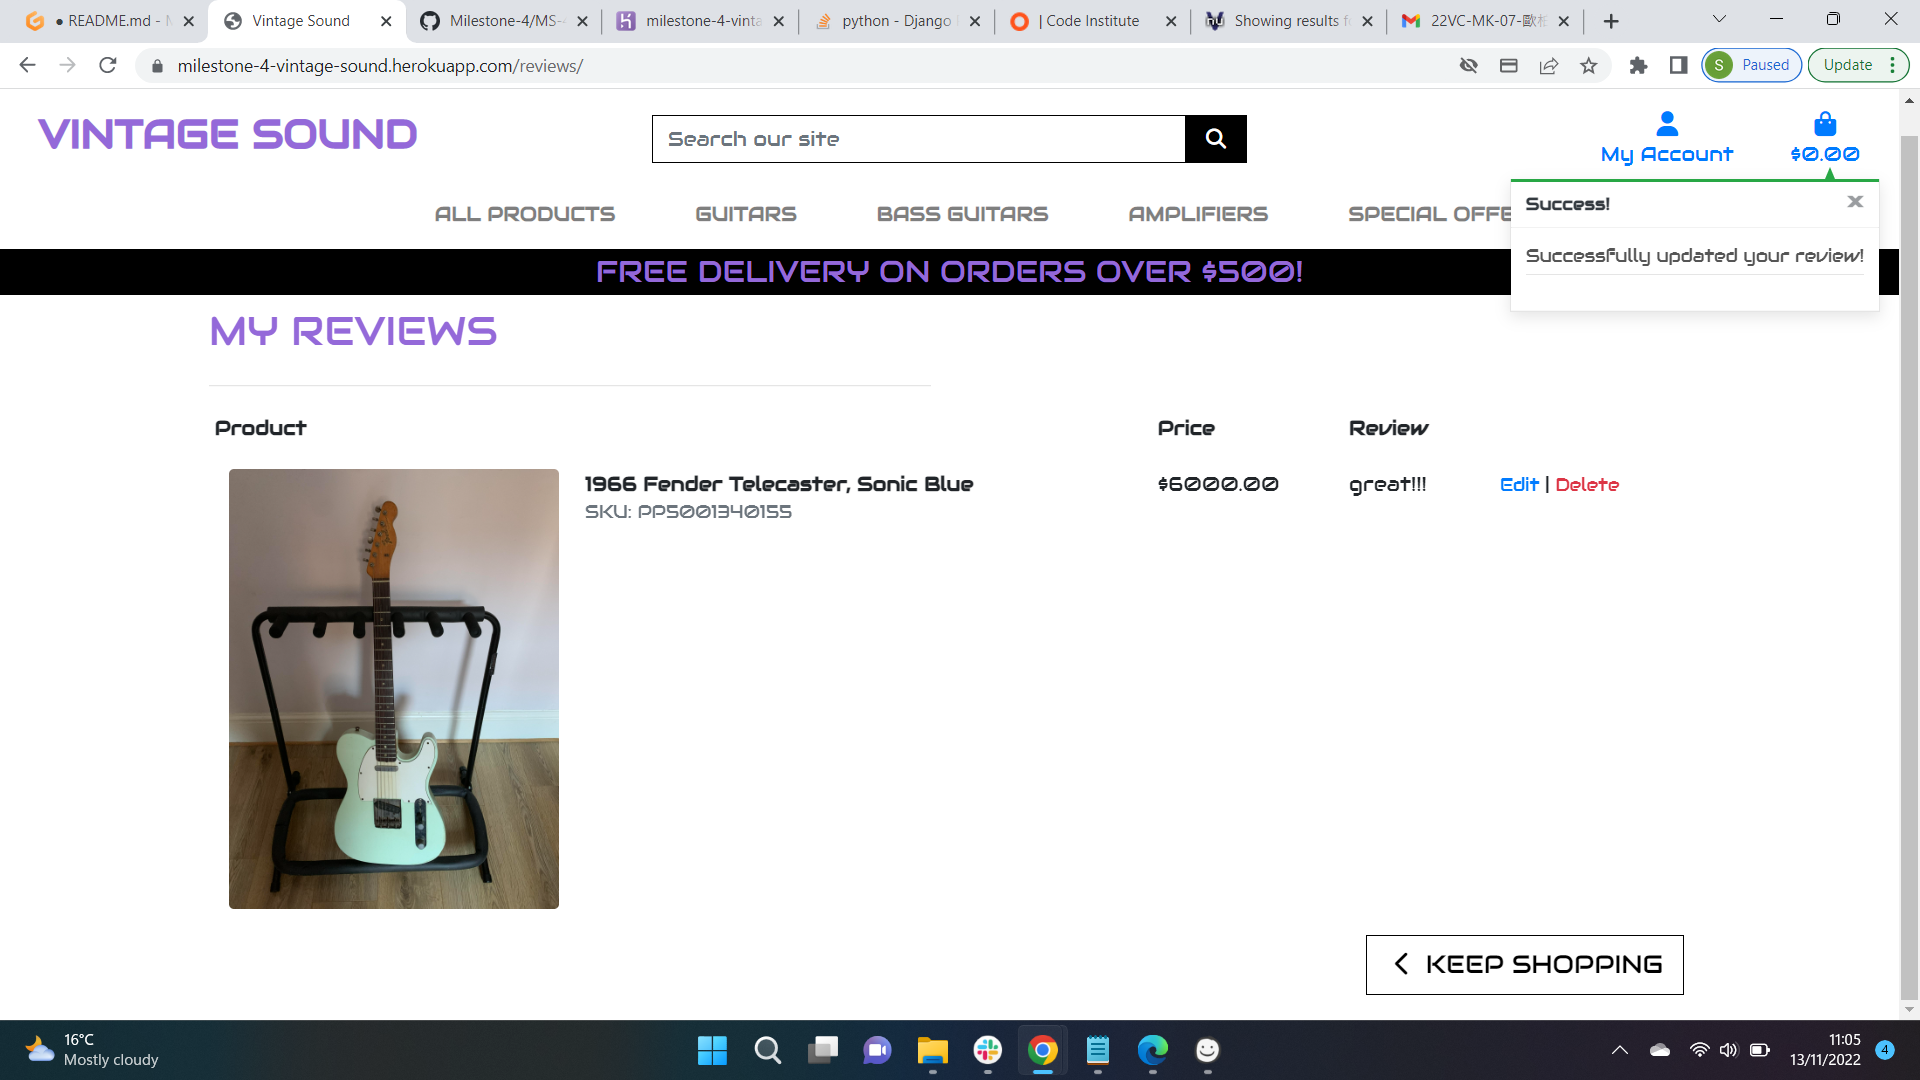 README.md - M
Vintage Sound
Milestone-4/MS-4
milestone-4-vinta
python - Django
| Code Institute
Showing results f
22VC-MK-07-歐
milestone-4-vintage-sound.herokuapp.com/reviews/
S
Paused
Update
VINTAGE SOUND
Search our site
My Account
$0.00
ALL PRODUCTS
GUITARS
BASS GUITARS
AMPLIFIERS
SPECIAL OFFE
Success!
Successfully updated your review!
FREE DELIVERY ON ORDERS OVER $500!
MY REVIEWS
Product
Price
Review
1966 Fender Telecaster, Sonic Blue
$6000.00
great!!!
Edit | Delete
SKU: PP5001340155
KEEP SHOPPING
16°C
Mostly cloudy
11:05
13/11/2022
4